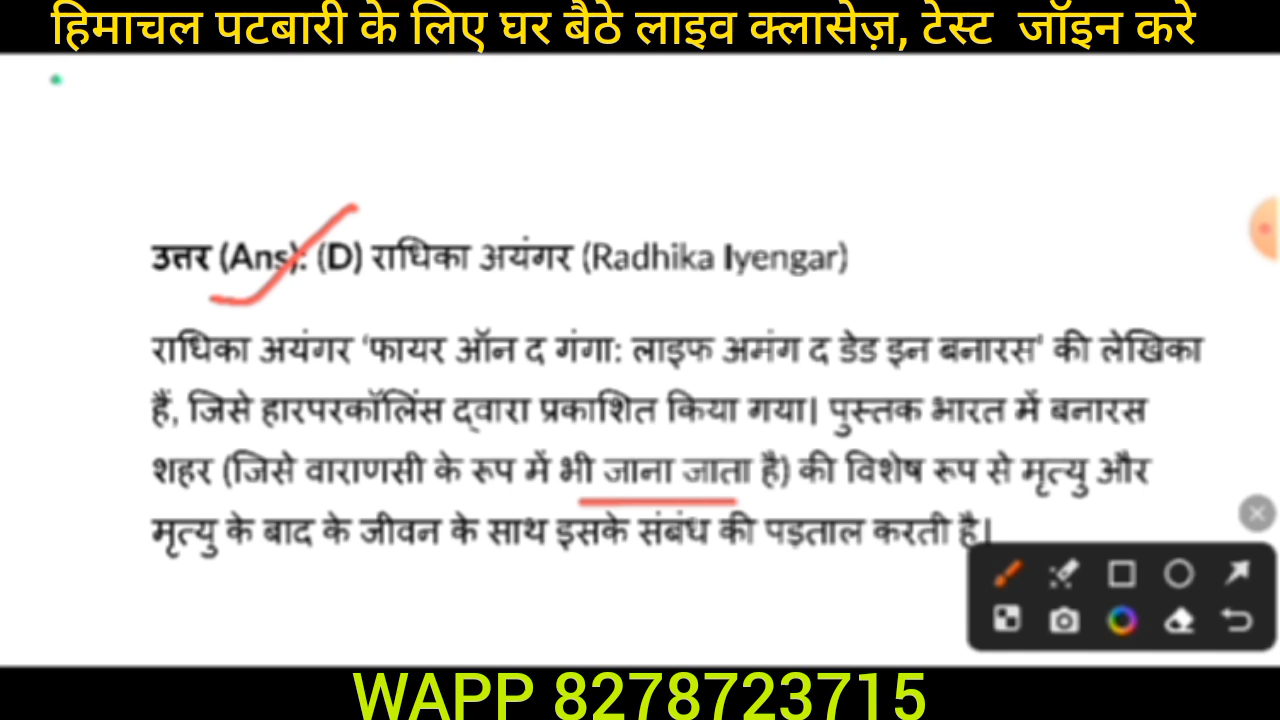 हिमाचल पटबारी के लिए घर बैठे लाइव क्लासेज़, टेस्ट जॉइन करे
उत्तर (Ans): (D) राधिका अयंगर (Radhika Iyengar)
राधिका अयंगर 'फायर ऑन द गंगा: लाइफ अमंग द डेड इन बनारस' की लेखिका
हैं, जिसे हारपरकॉलिंस द्वारा प्रकाशित किया गया। पुस्तक भारत में बनारस
शहर (जिसे वाराणसी के रूप में भी जाना जाता है) की विशेष रूप से मृत्यु और
मृत्यु के बाद के जीवन के साथ इसके संबंध की पड़ताल करती है।
WAPP 8278723715